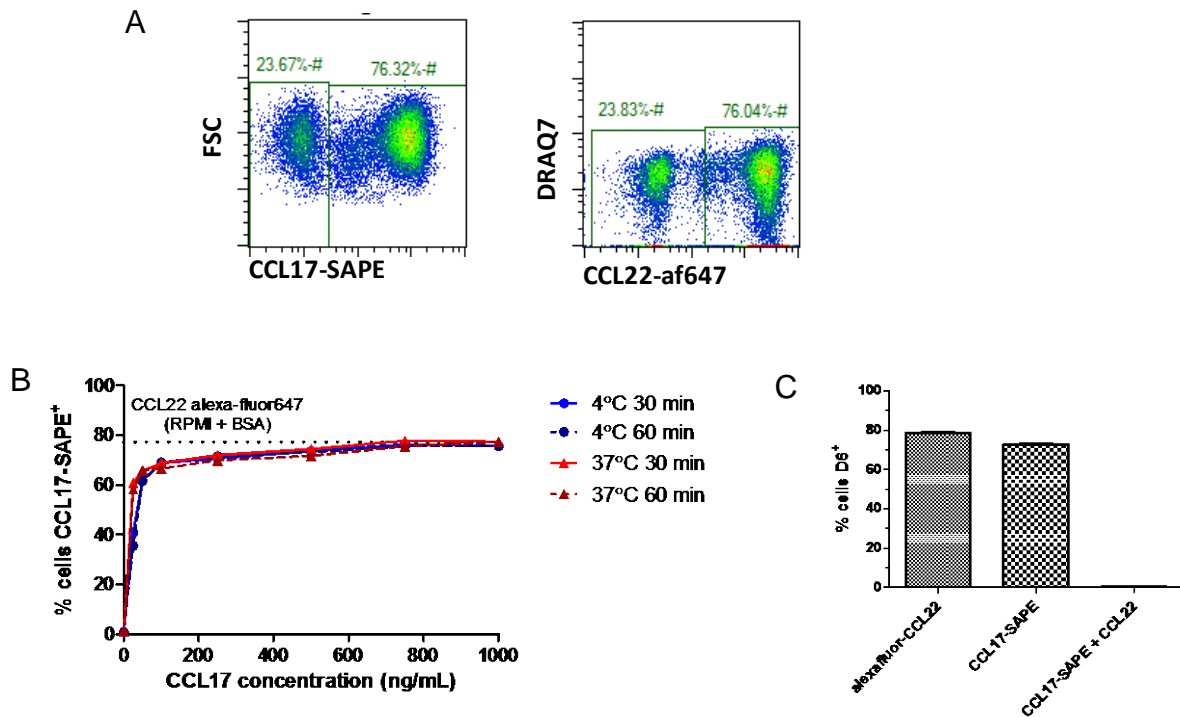 A
23.67%-#
76.32%-#
FSC
CCL17-SAPE
23.83%-#
76.04%-#
DRAQ7
CCL22-af647
B
% cells CCL17-SAPE+
100
80
60
40
20
0
CCL22 alexa-fluor647
(RPMI + BSA)
0
200
400
600
800
1000
CCL17 concentration (ng/mL)
4°C 30 min
4°C 60 min
37°C 30 min
37°C 60 min
C
% cells D6+
100
80
60
40
20
0
alexafluor-CCL22
CCL17-SAPE
CCL17-SAPE + CCL22